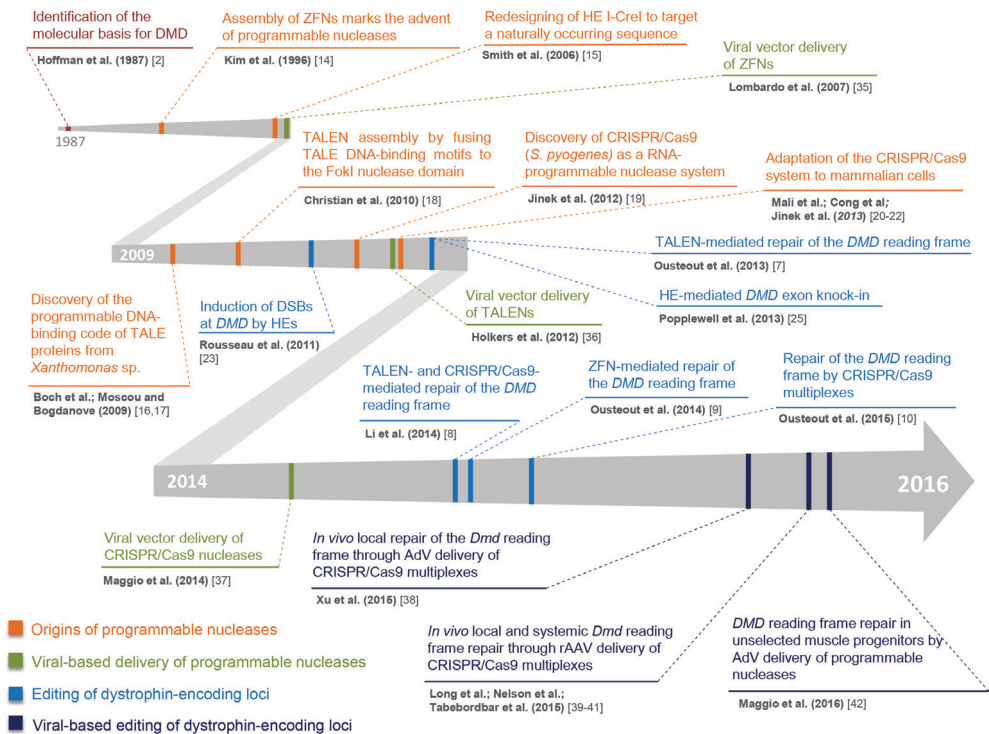 Identification of the
molecular basis for DMD
Hoffman et al. (1987) [2]
Assembly of ZFNs marks the advent
of programmable nucleases
Kim et al. (1996) [14]
Redesigning of HE I-CreI to target
a naturally occurring sequence
Smith et al. (2006) [15]
Viral vector delivery
of ZFNs
Lombardo et al. (2007) [35]
1987
TALEN assembly by fusing
TALE DNA-binding motifs to
the FokI nuclease domain
Christian et al. (2010) [18]
Discovery of CRISPR/Cas9
(S. pyogenes) as a RNA-
programmable nuclease system
Jinek et al. (2012) [19]
Adaptation of the CRISPR/Cas9
system to mammalian cells
Mali et al.; Cong et al;
Jinek et al. (2013) [20-22]
2009
TALEN-mediated repair of the DMD reading frame
Ousteout et al. (2013) [7]
HE-mediated DMD exon knock-in
Popplewell et al. (2013) [25]
Discovery of the
programmable DNA-
binding code of TALE
proteins from
Xanthomonas sp.
Boch et al.; Moscou and
Bogdanove (2009) [16,17]
Induction of DSBs
at DMD by HEs
Rousseau et al. (2011)
[23]
Viral vector delivery
of TALENs
Holkers et al. (2012) [36]
TALEN- and CRISPR/Cas9-
mediated repair of the DMD
reading frame
Li et al. (2014) [8]
ZFN-mediated repair
of the DMD reading frame
Ousteout et al. (2014) [9]
Repair of the DMD reading
frame by CRISPR/Cas9
multiplexes
Ousteout et al. (2015) [10]
2014
2016
Viral vector delivery of
CRISPR/Cas9 nucleases
Maggio et al. (2014) [37]
In vivo local repair of the Dmd reading
frame through AdV delivery of
CRISPR/Cas9 multiplexes
Xu et al. (2015) [38]
In vivo local and systemic Dmd reading
frame repair through rAAV delivery of
CRISPR/Cas9 multiplexes
Long et al.; Nelson et al.;
Tabebordbar et al. (2015) [39-41]
DMD reading frame repair in
unselected muscle progenitors by
AdV delivery of programmable
nucleases
Maggio et al. (2016) [42]
Origins of programmable nucleases
Viral-based delivery of programmable nucleases
Editing of dystrophin-encoding loci
Viral-based editing of dystrophin-encoding loci